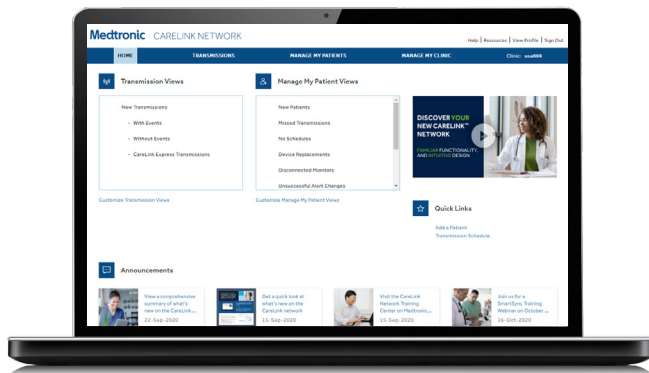 Medtronic CARELINK NETWORK
Help | Resources | View Profile | Sign Out
HOME TRANSMISSIONS MANAGE MY PATIENTS MANAGE MY CLINIC Clinic: usa000
Transmission Views
New Transmissions
- With Events
- Without Events
- CareLink Express Transmissions
Customize Transmission Views
Manage My Patient Views
New Patients
Missed Transmissions
No Schedules
Device Replacements
Disconnected Monitors
Unsuccessful Alert Changes
Customize Manage My Patient Views
DISCOVER YOUR
NEW CARELINK™
NETWORK
FAMILIAR FUNCTIONALITY,
AND INTUITIVE DESIGN
Quick Links
Add a Patient
Transmission Schedule
Announcements
View a comprehensive
summary of what's
new on the CareLink...
22-Sep-2020
Get a quick look at
what's new on the
CareLink network
15-Sep-2020
Visit the CareLink
Network Training
Center on Medtronic...
15-Sep-2020
Join us for a
SmartSync Training
Webinar on October ...
16-Oct-2020